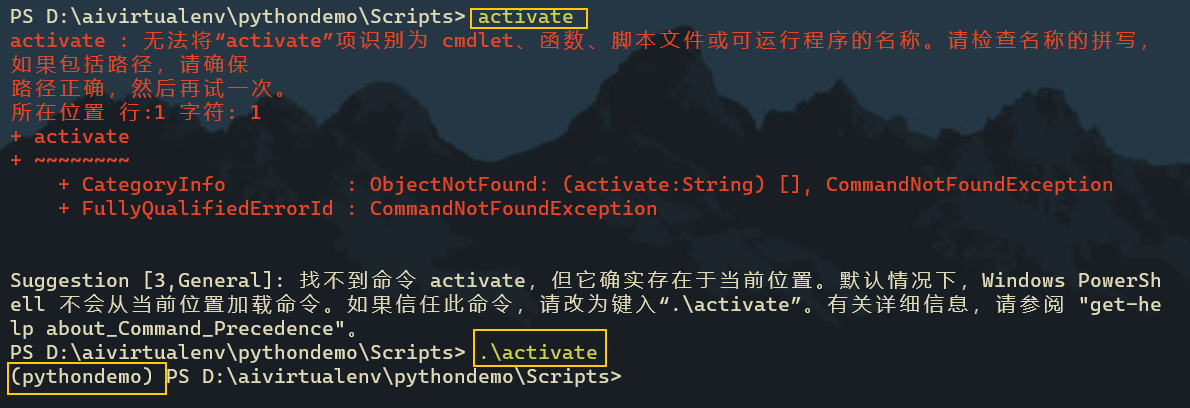 PS D:\aivirtualenv\pythondemo\Scripts> activate
activate : 无法将“activate”项识别为 cmdlet、函数、脚本文件或可运行程序的名称。请检查名称的拼写，
如果包括路径，请确保
路径正确，然后再试一次。
所在位置 行:1 字符: 1
+ activate
+ ~~~~~~~~
    + CategoryInfo          : ObjectNotFound: (activate:String) [], CommandNotFoundException
    + FullyQualifiedErrorId : CommandNotFoundException
Suggestion [3,General]: 找不到命令 activate，但它确实存在于当前位置。默认情况下，Windows PowerSh
ell 不会从当前位置加载命令。如果信任此命令，请改为键入“.\activate”。有关详细信息，请参阅 "get-he
lp about_Command_Precedence"。
PS D:\aivirtualenv\pythondemo\Scripts> .\activate
(pythondemo) PS D:\aivirtualenv\pythondemo\Scripts>